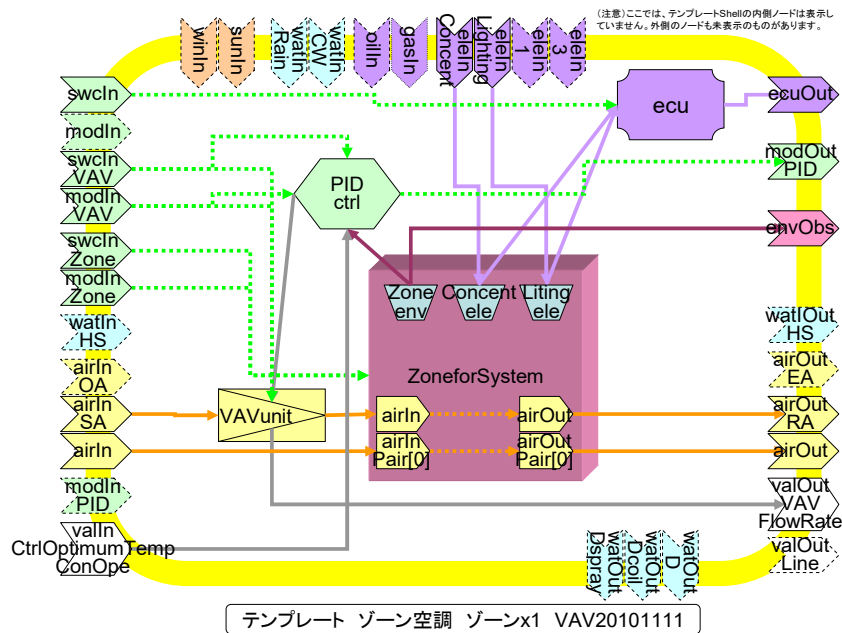 (注意)ここでは、テンプレートShellの内側ノードは表示し
ていません。外側のノードも未表示のものがあります。
winIn
sunIn
watIn
Rain
watIn
CW
oilIn
gasIn
eleIn
Concent
eleIn
Lighting
eleIn
1
eleIn
3
swcIn
modIn
swcIn
VAV
modIn
VAV
swcIn
Zone
modIn
Zone
watIn
HS
airIn
OA
airIn
SA
airIn
modIn
PID
valIn
CtrlOptimumTemp
ConOpe
PID
ctrl
ecu
Zone
env
Concent
ele
Liting
ele
ZoneforSystem
VAVunit
airIn
airOut
airIn
Pair[0]
airOut
Pair[0]
ecuOut
modOut
PID
envObs
watIOut
HS
airOut
EA
airOut
RA
airOut
valOut
VAV
FlowRate
valOut
Line
watOut
Dspray
watOut
Dcoil
watOut
D
テンプレート ゾーン空調 ゾーンx1 VAV20101111